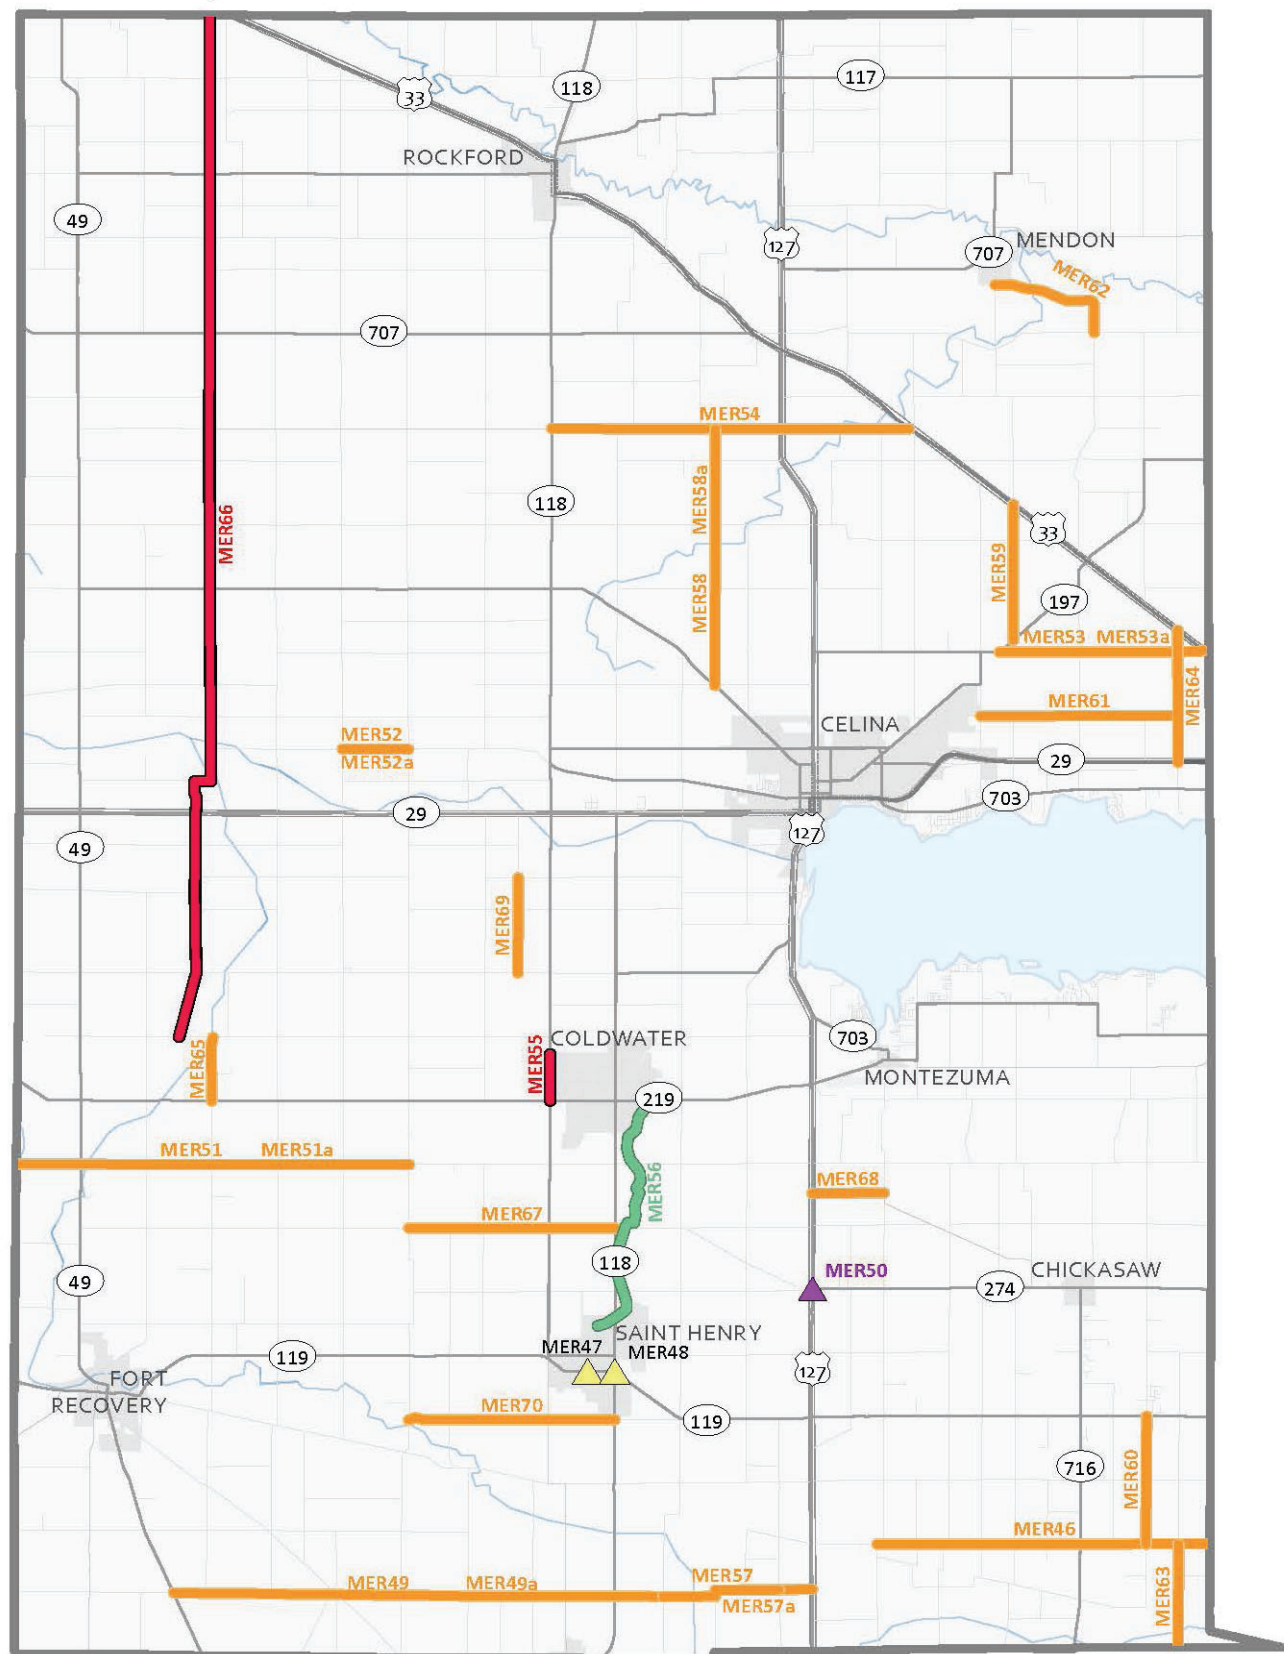 117
118
33
ROCKFORD
49
127
MENDON
707
MER62
707
MER54
MER58a
118
MER66
33
MER59
MER58
197
MER53 MER53a
MER64
MER61
CELINA
MER52
MER52a
29
703
29
127
49
MER69
703
COLDWATER
MER55
MER65
MONTEZUMA
219
MER51 MER51a
MER56
MER68
MER67
118
MER50
CHICKASAW
49
274
SAINT HENRY
MER47 MER48
119
127
FORT
RECOVERY
MER70
119
716
MER60
MER46
MER49 MER49a MER57
MER57a
MER63